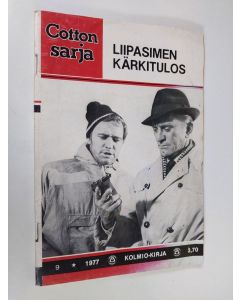 Cotton
sarja
LIIPASIMEN
KÄRKITULOS
9 ★ 1977 KOLMIO-KIRJA 3,70